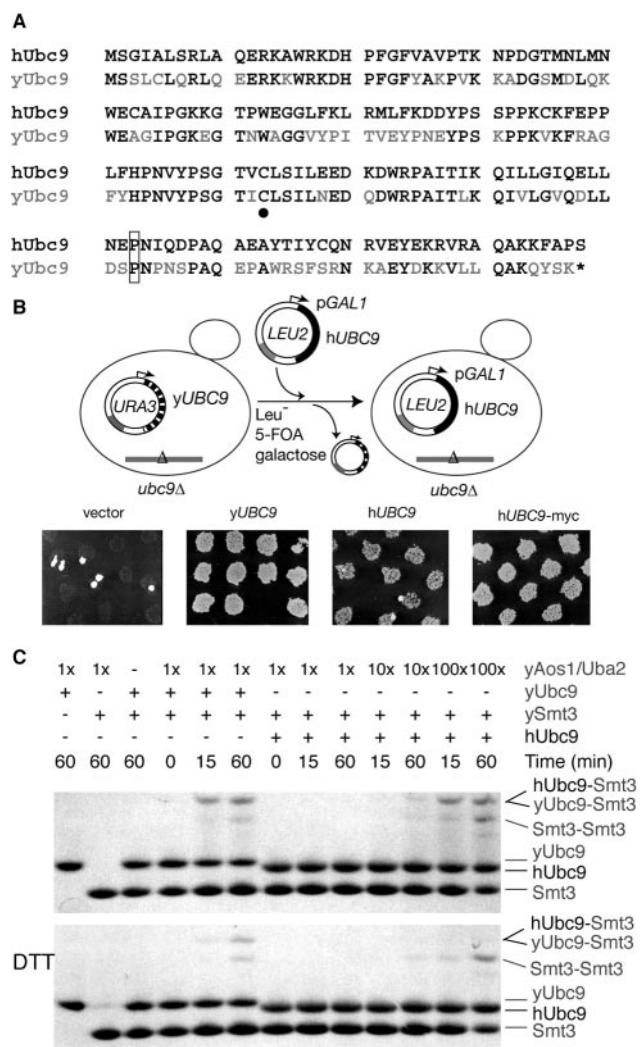 A
hUbc9 MSGIALSRLA QERKAWRKDH PFGFVAVPTK NPDGTMNLMN
yUbc9 MSSLCLQRLQ EERKKWRKDH PFGFYAKPVK KADGSMDLQK
hUbc9 WECAIPGKKG TPWEGGLFKL RMLFKDDYPS SPPKCKFEPP
yUbc9 WEAGIPGKEG TNWAGGVYPI TVEYPNEYPS KPPKVKFRAG
hUbc9 LFHPNVYPSG TVCLSILEED KDWRPAITIK QILLGIQELL
yUbc9 FYHPNVYPSG TICLSILNED QDWRPAITLK QIVLGVQDLL
hUbc9 NEPNIQDPAQ AEAYTIYCQN RVEYEKRVRA QAKKFAPS
yUbc9 DSPNPNSPAQ EPAWRSFSRN KAEYDKKVLL QAKQYSK*
B
pGAL1
LEU2 hUBC9
URA3 yUBC9
pGAL1
LEU2 hUBC9
Leu⁻
5-FOA
galactose
Δ Δ
ubc9Δ ubc9Δ
vector yUBC9 hUBC9 hUBC9-myc
C
1x 1x - 1x 1x 1x 1x 1x 1x 10x 10x 100x 100x yAos1/Uba2
+ - + + + + - - - - - - - yUbc9
- + + + + + + + + + + + + ySmt3
- - - - - - + + + + + + + hUbc9
60 60 60 0 15 60 0 15 60 15 60 15 60 Time (min)
hUbc9-Smt3
yUbc9-Smt3
Smt3-Smt3
yUbc9
hUbc9
Smt3
DTT
hUbc9-Smt3
yUbc9-Smt3
Smt3-Smt3
yUbc9
hUbc9
Smt3